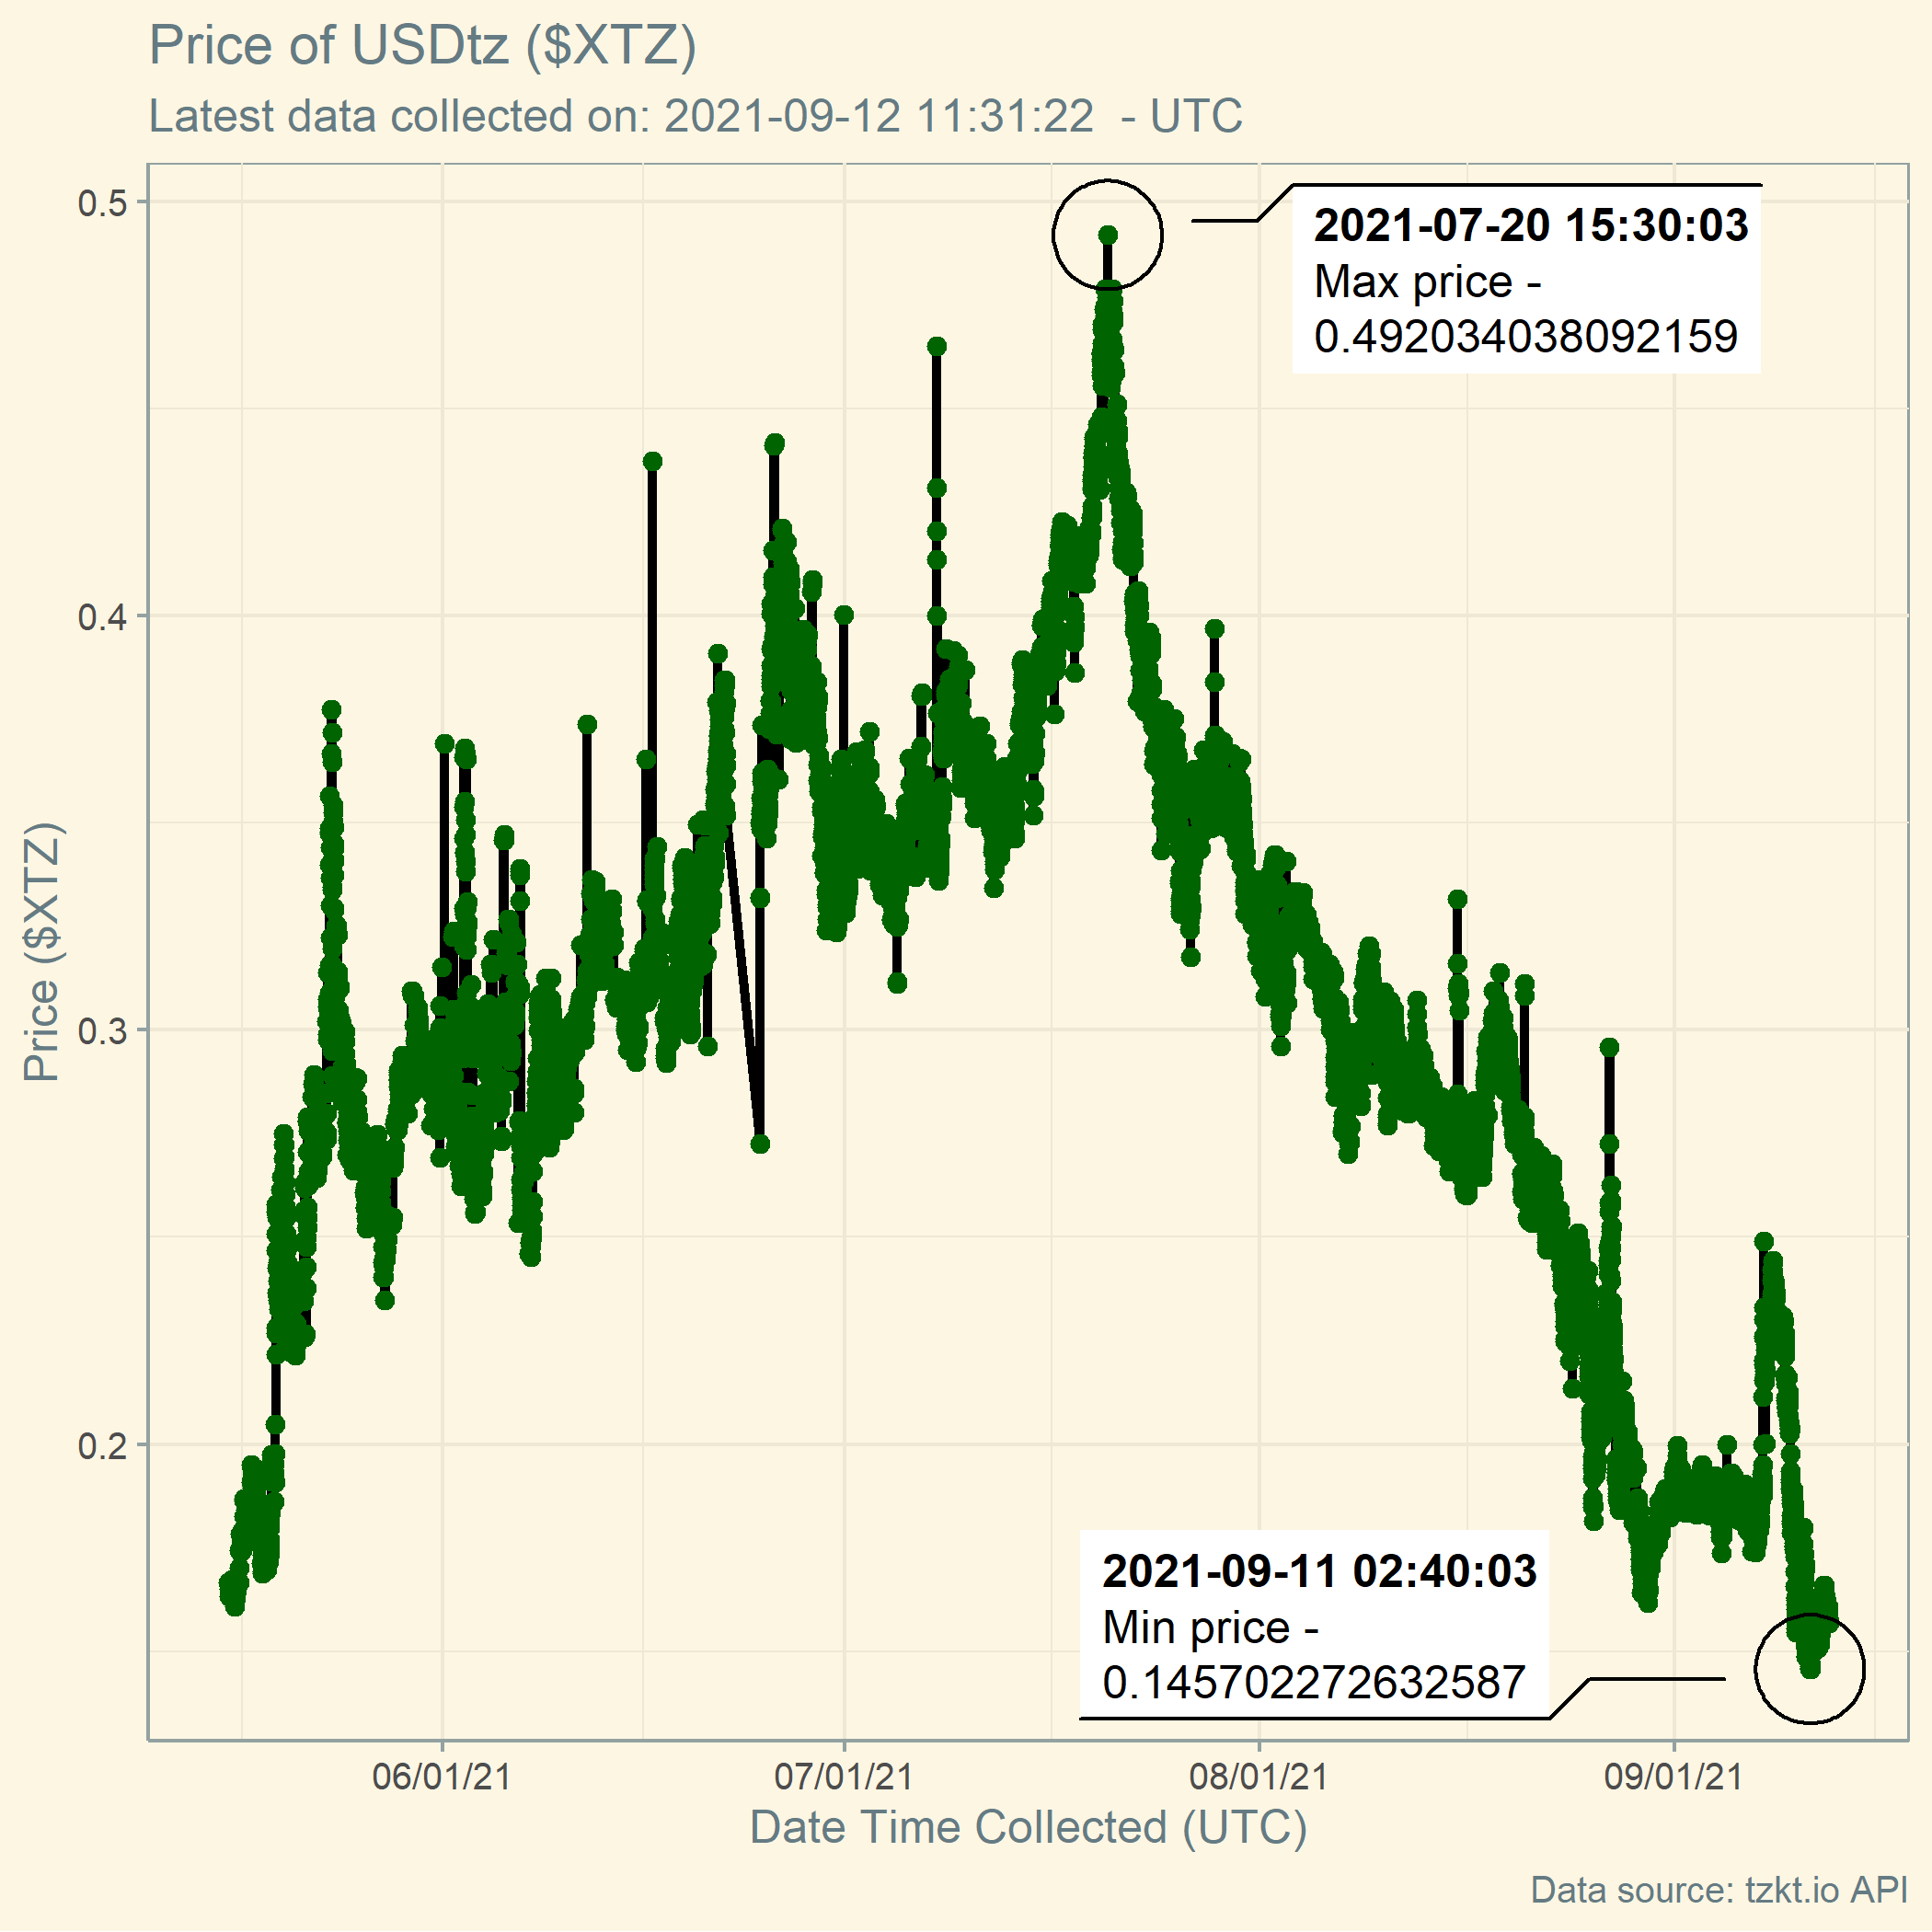 Price of USDtz ($XTZ)
Latest data collected on: 2021-09-12 11:31:22  - UTC
0.5
0.4
0.3
0.2
Price ($XTZ)
2021-07-20 15:30:03
Max price -
0.492034038092159
2021-09-11 02:40:03
Min price -
0.145702272632587
06/01/21
07/01/21
08/01/21
09/01/21
Date Time Collected (UTC)
Data source: tzkt.io API